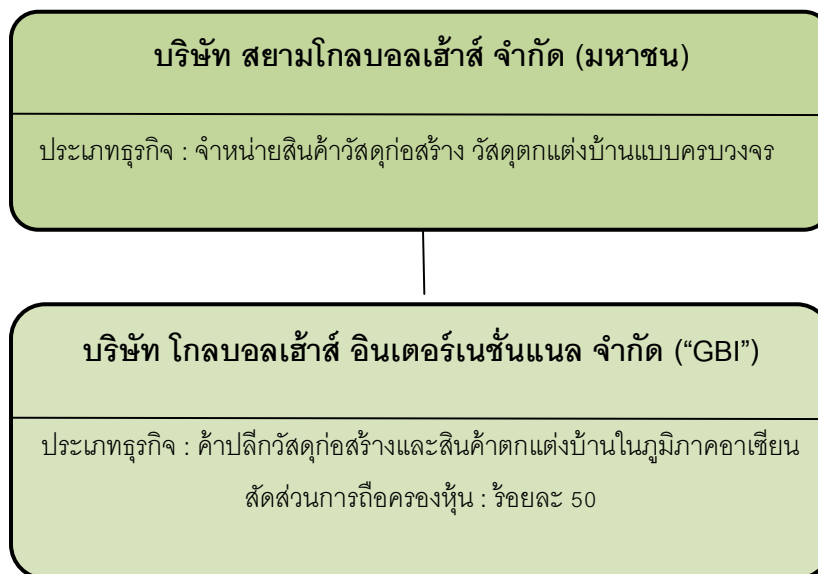 บริษัท สยามโกลบอลเฮ้าส์ จำกัด (มหาชน)
ประเภทธุรกิจ : จำหน่ายสินค้าวัสดุก่อสร้าง วัสดุตกแต่งบ้านแบบครบวงจร
บริษัท โกลบอลเฮ้าส์ อินเตอร์เนชั่นแนล จำกัด (“GBI”)
ประเภทธุรกิจ : ค้าปลีกวัสดุก่อสร้างและสินค้าตกแต่งบ้านในภูมิภาคอาเซียน
สัดส่วนการถือครองหุ้น : ร้อยละ 50